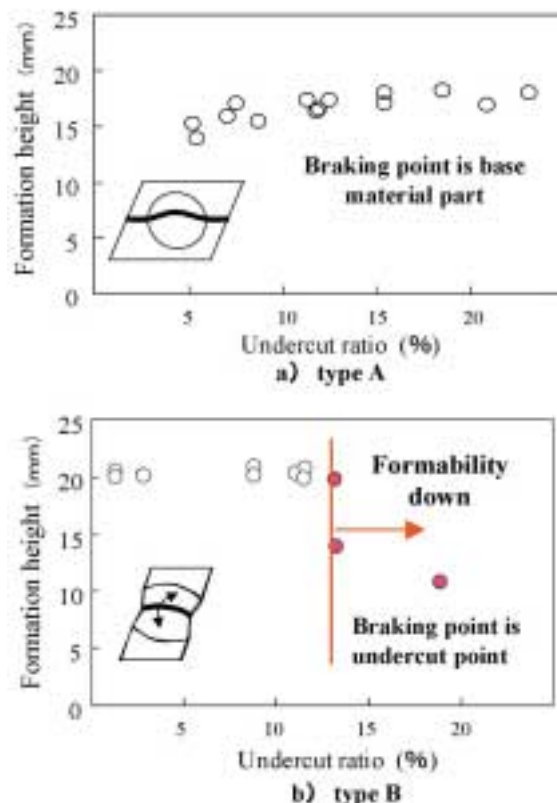 Formation height (mm)
25
20
15
10
5
0
Braking point is base
material part
5
10
15
20
Undercut ratio (%)
a) type A
Formation height (mm)
25
20
15
10
5
0
Formability
down
Braking point is
undercut point
5
10
15
20
Undercut ratio (%)
b) type B